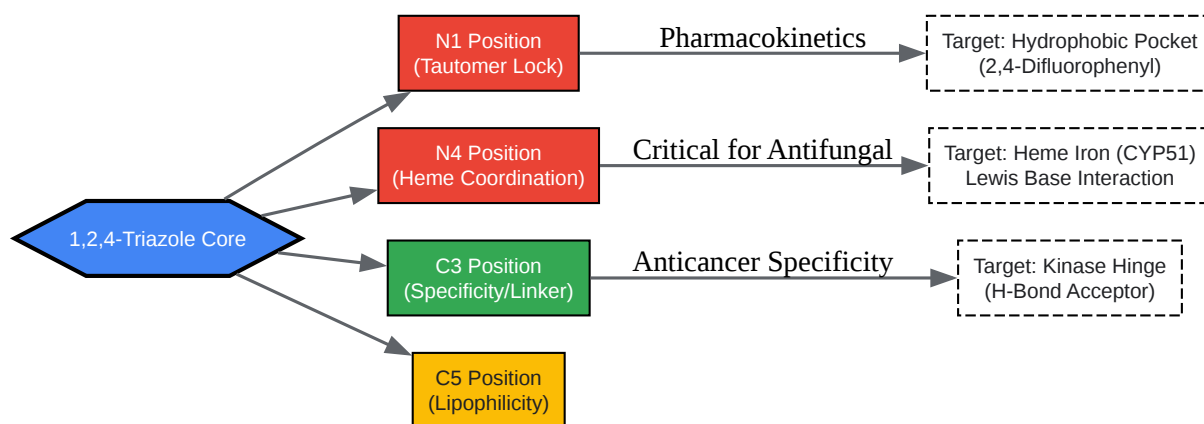 1,2,4-Triazole Core
N1 Position
(Tautomer Lock)
Pharmacokinetics
Target: Hydrophobic Pocket
(2,4-Difluorophenyl)
N4 Position
(Heme Coordination)
Critical for Antifungal
Target: Heme Iron (CYP51)
Lewis Base Interaction
C3 Position
(Specificity/Linker)
Anticancer Specificity
Target: Kinase Hinge
(H-Bond Acceptor)
C5 Position
(Lipophilicity)